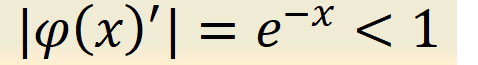 |φ(x)′| = e⁻ˣ < 1